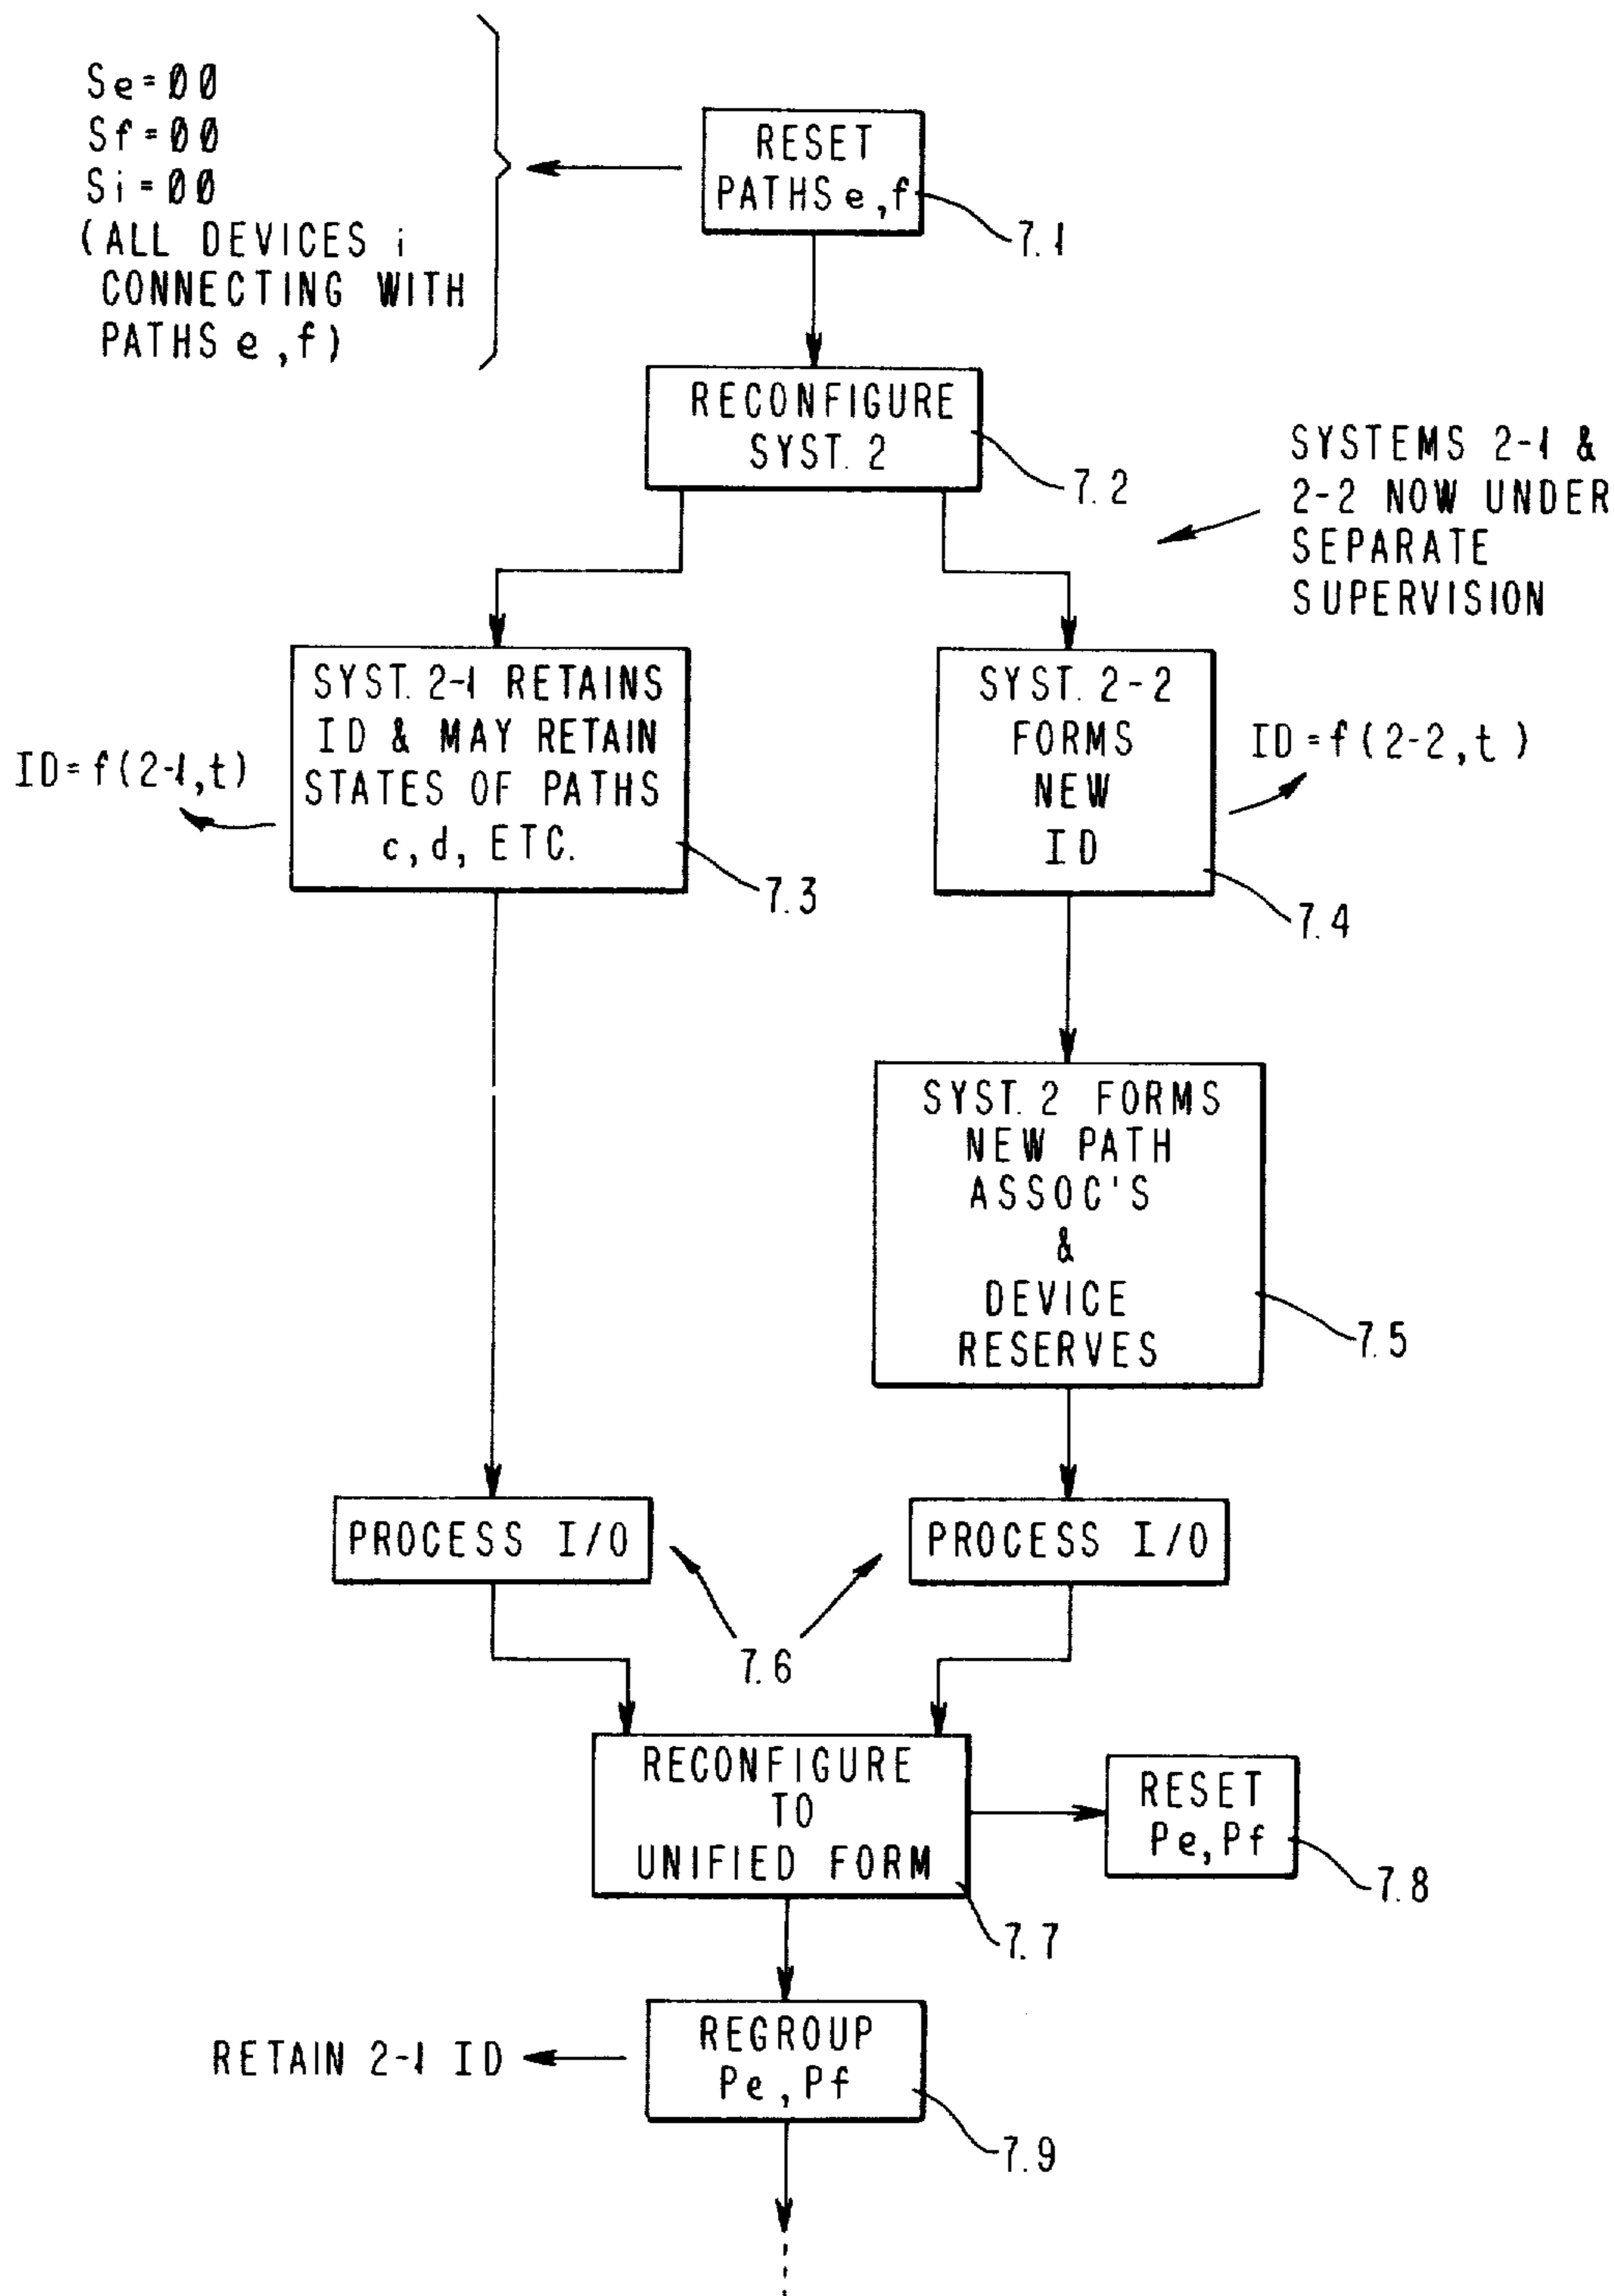 Se=00
Sf=00
Si=00
(ALL DEVICES i
CONNECTING WITH
PATHS e,f)
RESET
PATHS e,f
7.1
RECONFIGURE
SYST. 2
7.2
SYSTEMS 2-1 &
2-2 NOW UNDER
SEPARATE
SUPERVISION
SYST. 2-1 RETAINS
ID & MAY RETAIN
STATES OF PATHS
c,d, ETC.
7.3
ID=f(2-1,t)
SYST. 2-2
FORMS
NEW
ID
7.4
ID=f(2-2,t)
SYST. 2 FORMS
NEW PATH
ASSOC'S
&
DEVICE
RESERVES
7.5
PROCESS I/O
PROCESS I/O
7.6
RECONFIGURE
TO
UNIFIED FORM
7.7
RESET
Pe,Pf
7.8
REGROUP
Pe,Pf
7.9
RETAIN 2-1 ID